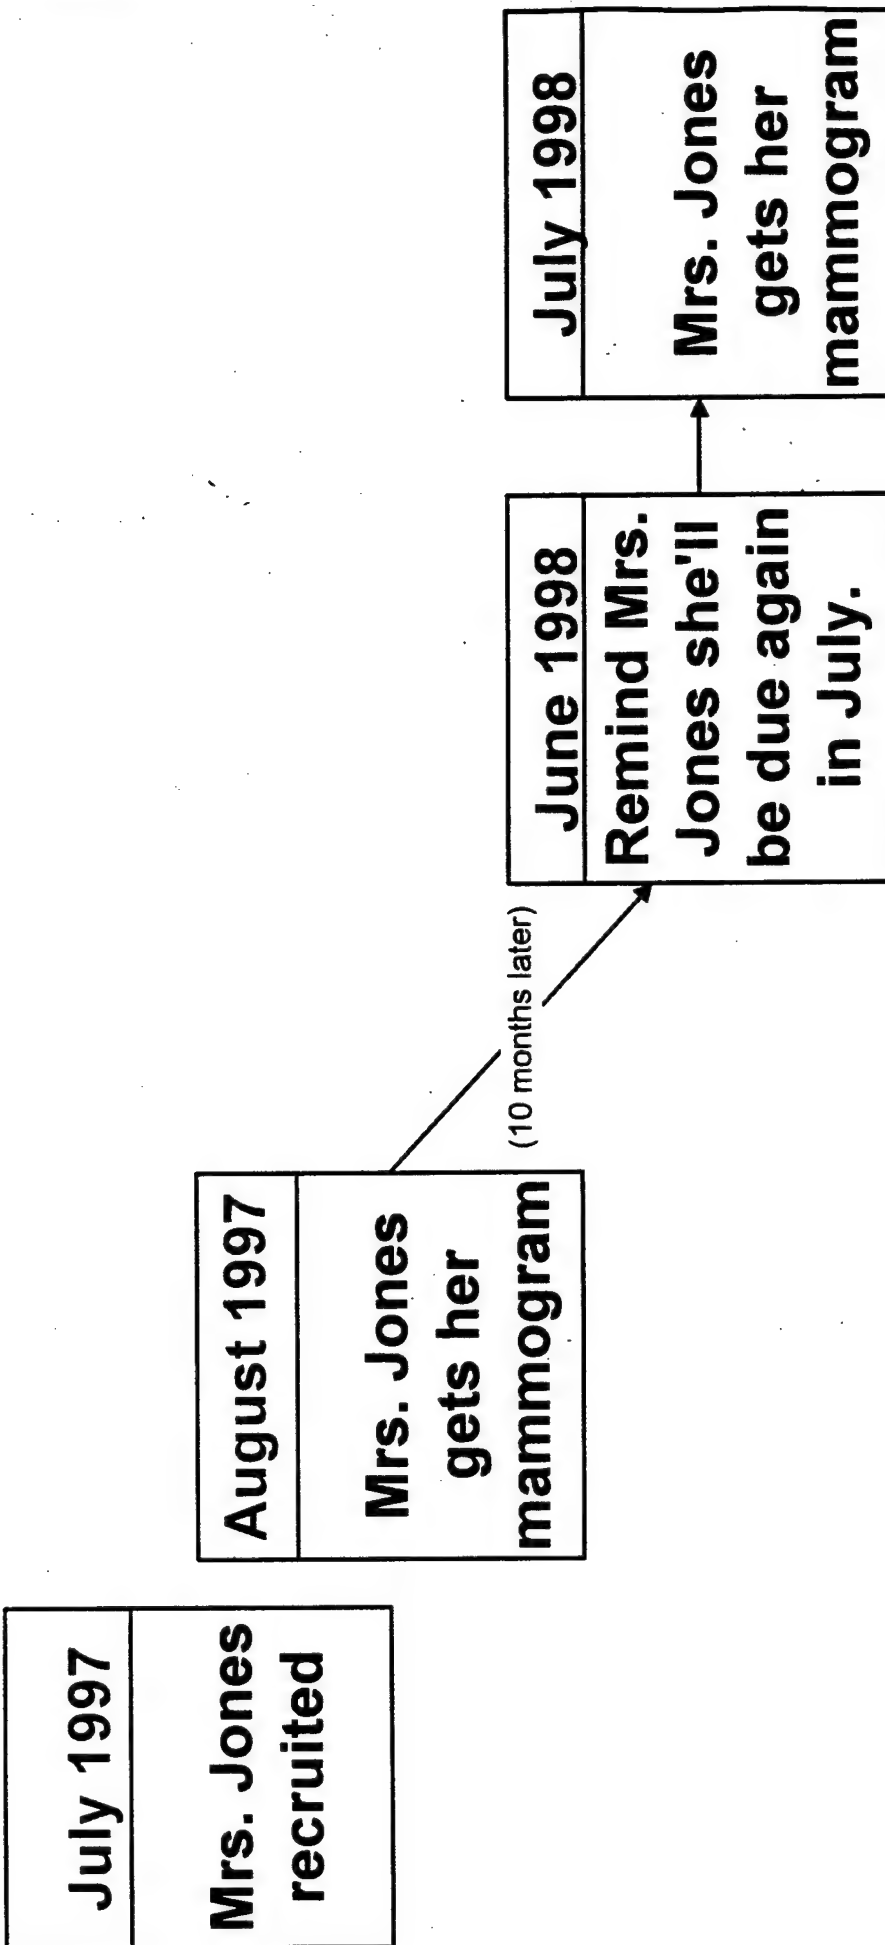 July 1997
Mrs. Jones
recruited
August 1997
Mrs. Jones
gets her
mammogram
(10 months later)
June 1998
Remind Mrs.
Jones she'll
be due again
in July.
July 1998
Mrs. Jones
gets her
mammogram